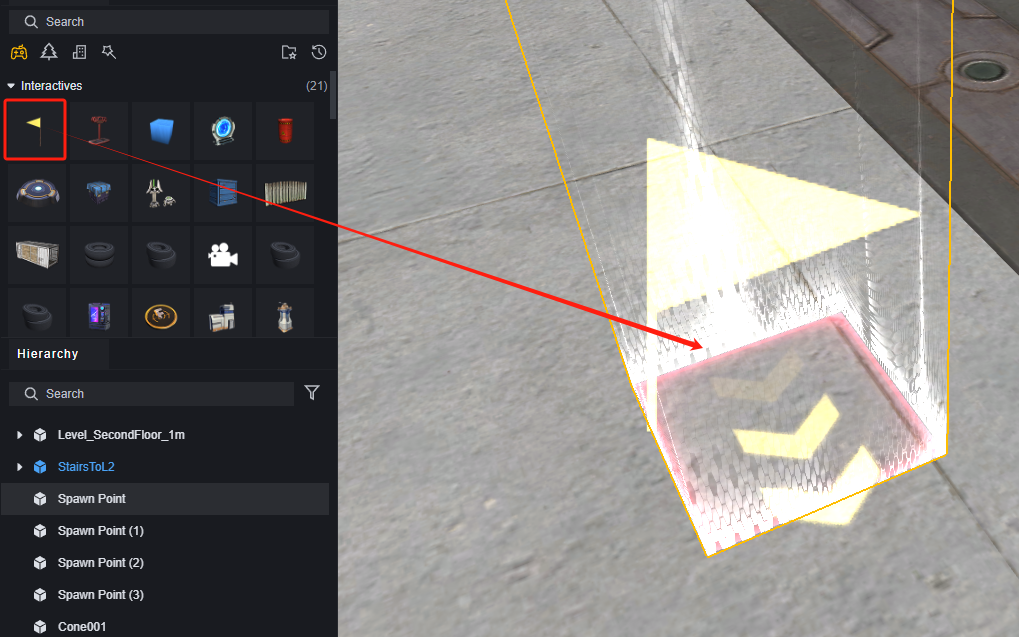 Search
Interactives (21)
Hierarchy
Search
Level_SecondFloor_1m
StairsToL2
Spawn Point
Spawn Point (1)
Spawn Point (2)
Spawn Point (3)
Cone001